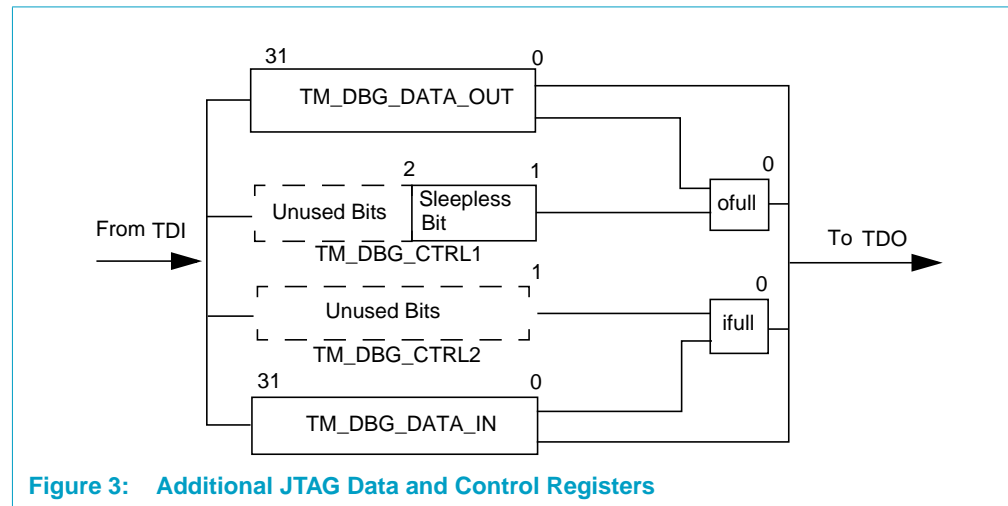 31 0
TM_DBG_DATA_OUT
2 1 0
Unused Bits Sleepless Bit ofull
From TDI To TDO
TM_DBG_CTRL1
1 0
Unused Bits ifull
TM_DBG_CTRL2
31 0
TM_DBG_DATA_IN
Figure 3: Additional JTAG Data and Control Registers